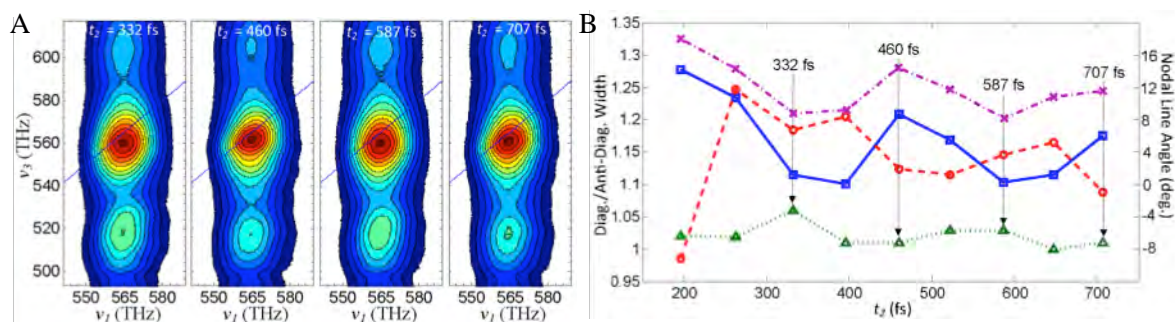 A
t₂ = 332 fs
t₂ = 460 fs
t₂ = 587 fs
t₂ = 707 fs
ν₃ (THz)
600
580
560
540
520
500
550 565 580
550 565 580
550 565 580
550 565 580
ν₁ (THz)
ν₁ (THz)
ν₁ (THz)
ν₁ (THz)
B
Diag./Anti-Diag. Width
1.35
1.3
1.25
1.2
1.15
1.1
1.05
1
0.95
332 fs
460 fs
587 fs
707 fs
16
12
8
4
0
-4
-8
Nodal Line Angle (deg.)
200 300 400 500 600 700
t₂ (fs)